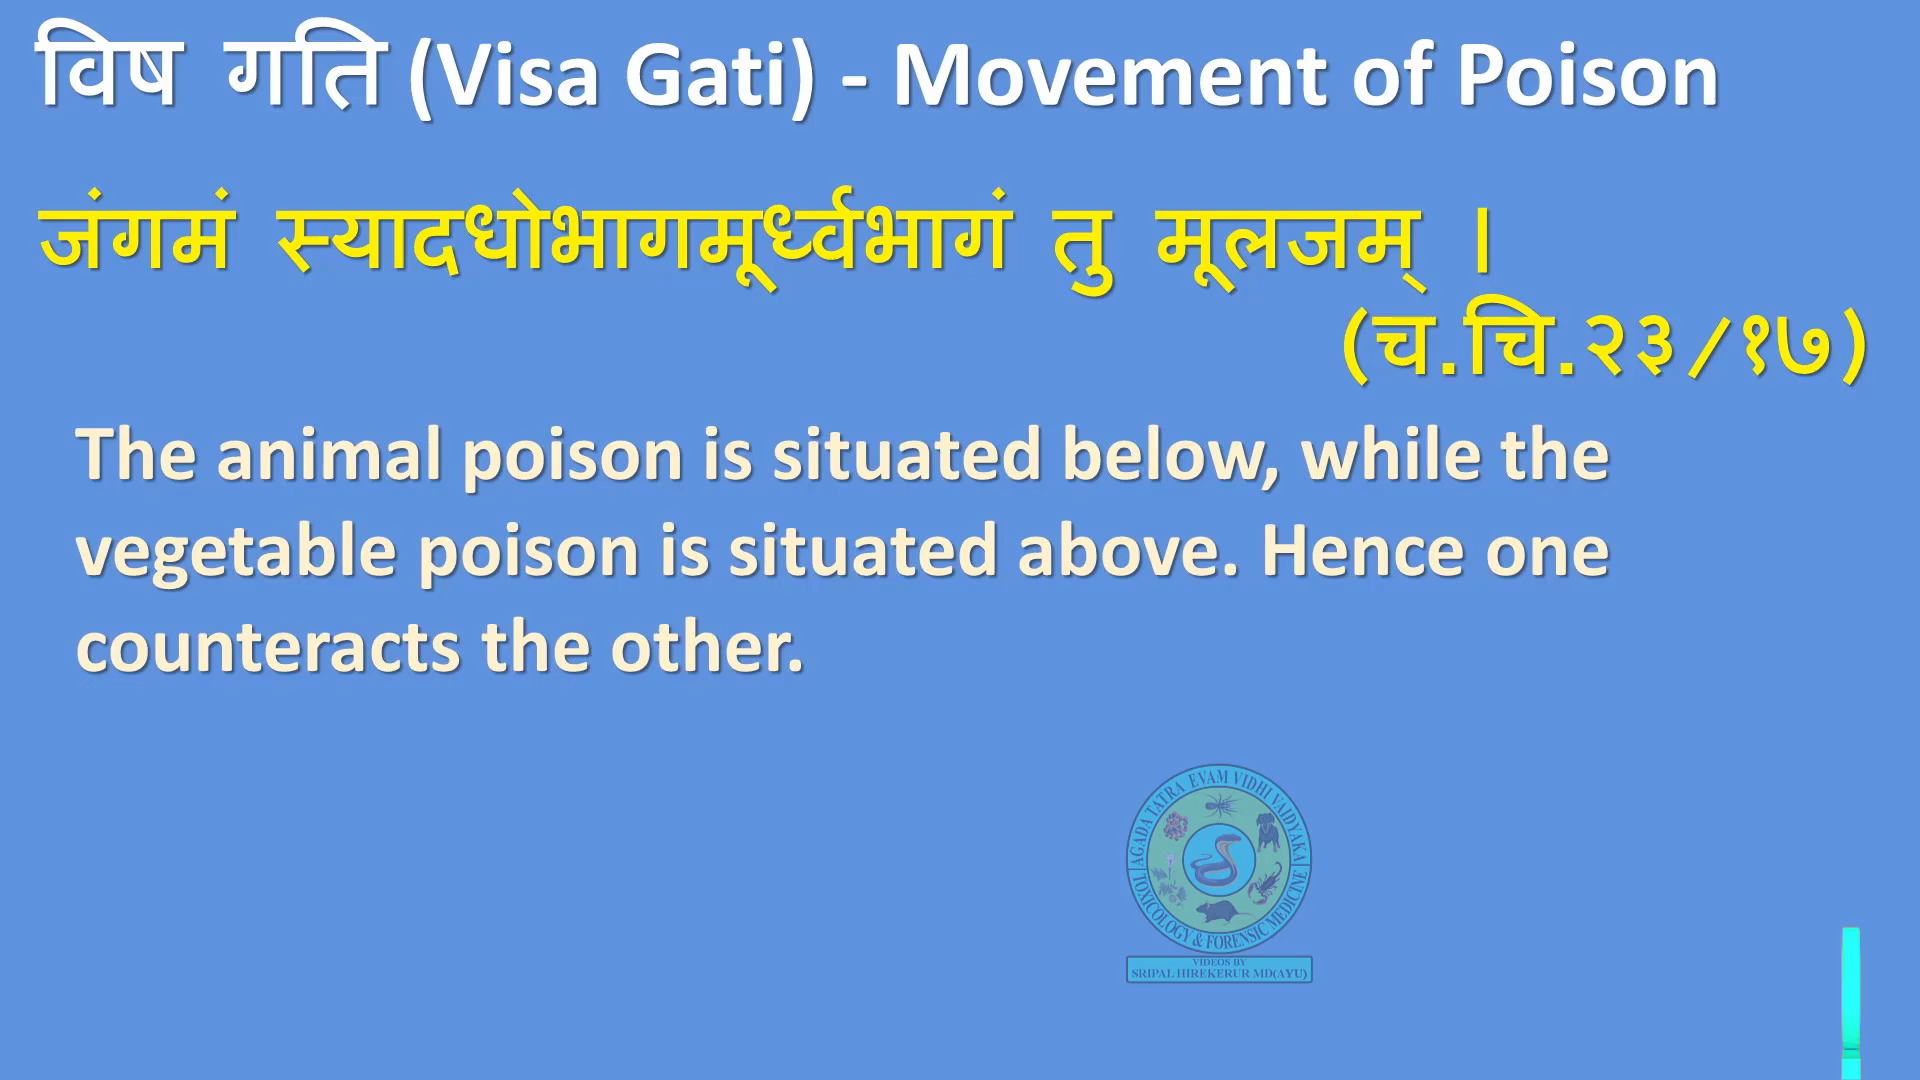 विष गति (Visa Gati) - Movement of Poison
जंगमं स्यादधोभागमूर्ध्वभागं तु मूलजम् ।
(च.चि.२३/१७)
The animal poison is situated below, while the
vegetable poison is situated above. Hence one
counteracts the other.
AGADA TATRA EVAM VIDHI VAIDYAKA
TOXICOLOGY & FORENSIC MEDICINE
VIDEOS BY
SRIPAL HIREKERUR MD(AYU)